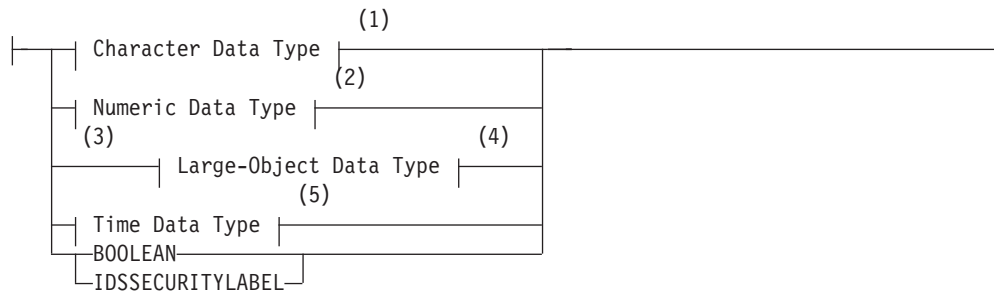 (1)
Character Data Type
(2)
Numeric Data Type
(3) (4)
Large-Object Data Type
(5)
Time Data Type
BOOLEAN
IDSSECURITYLABEL